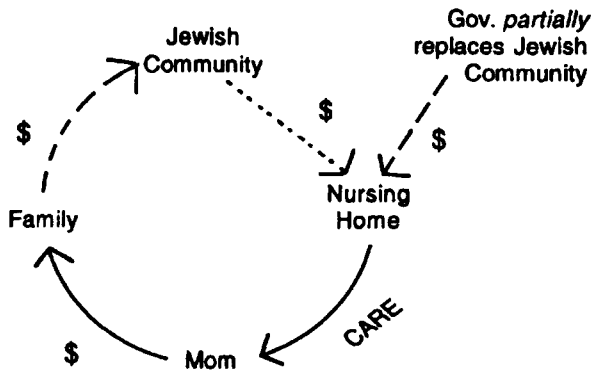 Jewish
Community
Gov. partially
replaces Jewish
Community
$
$
$
Nursing
Home
Family
CARE
$
Mom